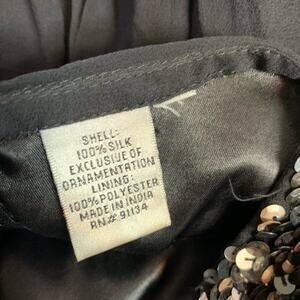 SHELL:
100% SILK
EXCLUSIVE OF
ORNAMENTATION
LINING:
100% POLYESTER
MADE IN INDIA
RN# 91134